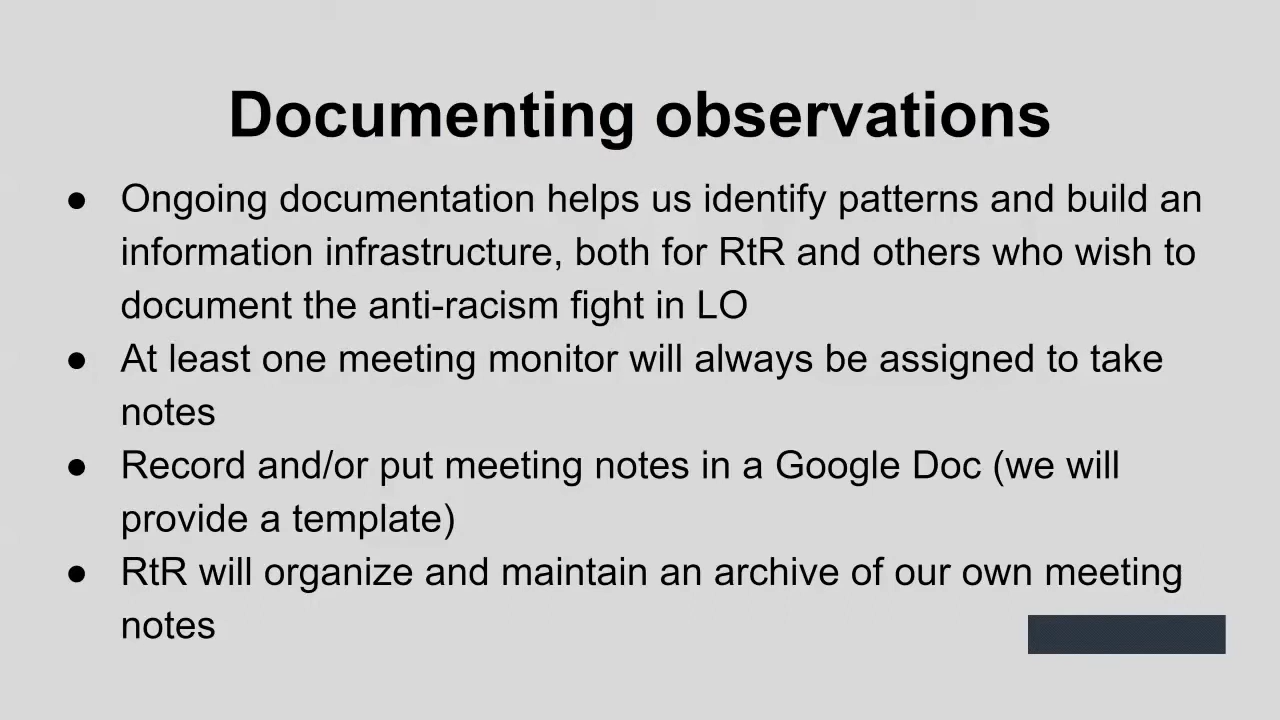 Documenting observations
● Ongoing documentation helps us identify patterns and build an
information infrastructure, both for RtR and others who wish to
document the anti-racism fight in LO
● At least one meeting monitor will always be assigned to take
notes
● Record and/or put meeting notes in a Google Doc (we will
provide a template)
● RtR will organize and maintain an archive of our own meeting
notes